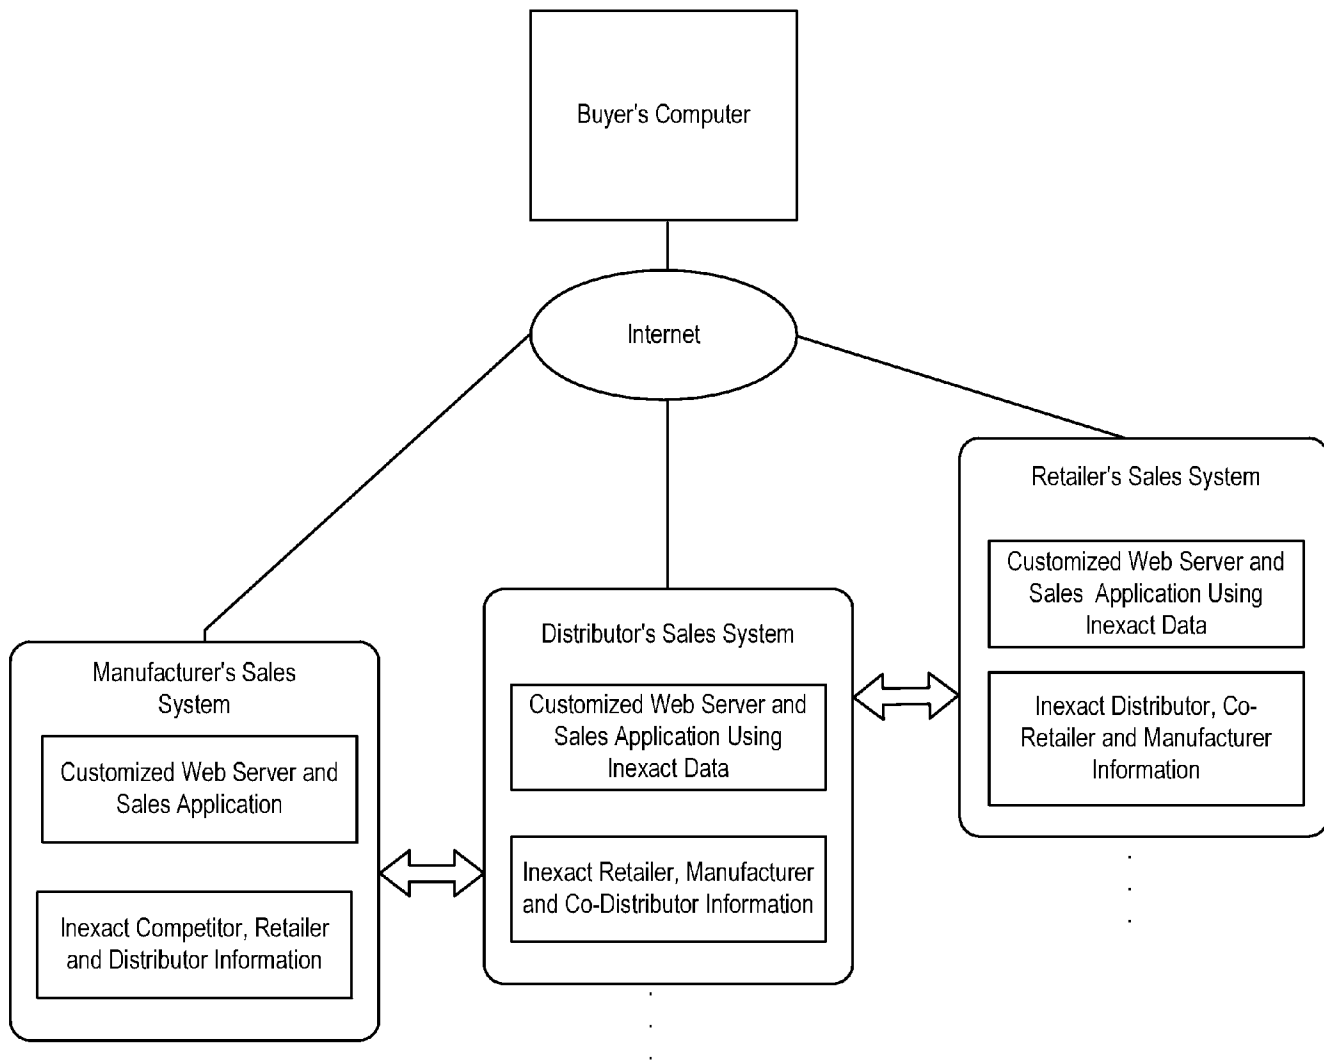 Buyer's Computer
Internet
Retailer's Sales System
Customized Web Server and
Sales Application Using
Inexact Data
Inexact Distributor, Co-
Retailer and Manufacturer
Information
Distributor's Sales System
Customized Web Server and
Sales Application Using
Inexact Data
Inexact Retailer, Manufacturer
and Co-Distributor Information
Manufacturer's Sales
System
Customized Web Server and
Sales Application
Inexact Competitor, Retailer
and Distributor Information